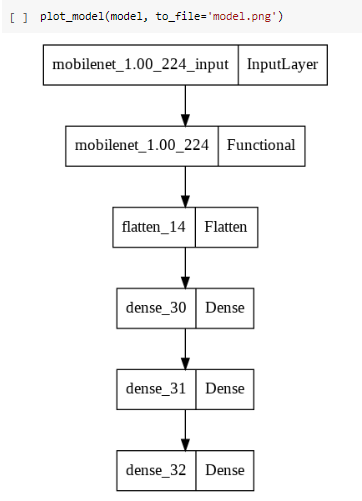 [ ] plot_model(model, to_file='model.png')
mobilenet_1.00_224_input InputLayer
mobilenet_1.00_224 Functional
flatten_14 Flatten
dense_30 Dense
dense_31 Dense
dense_32 Dense